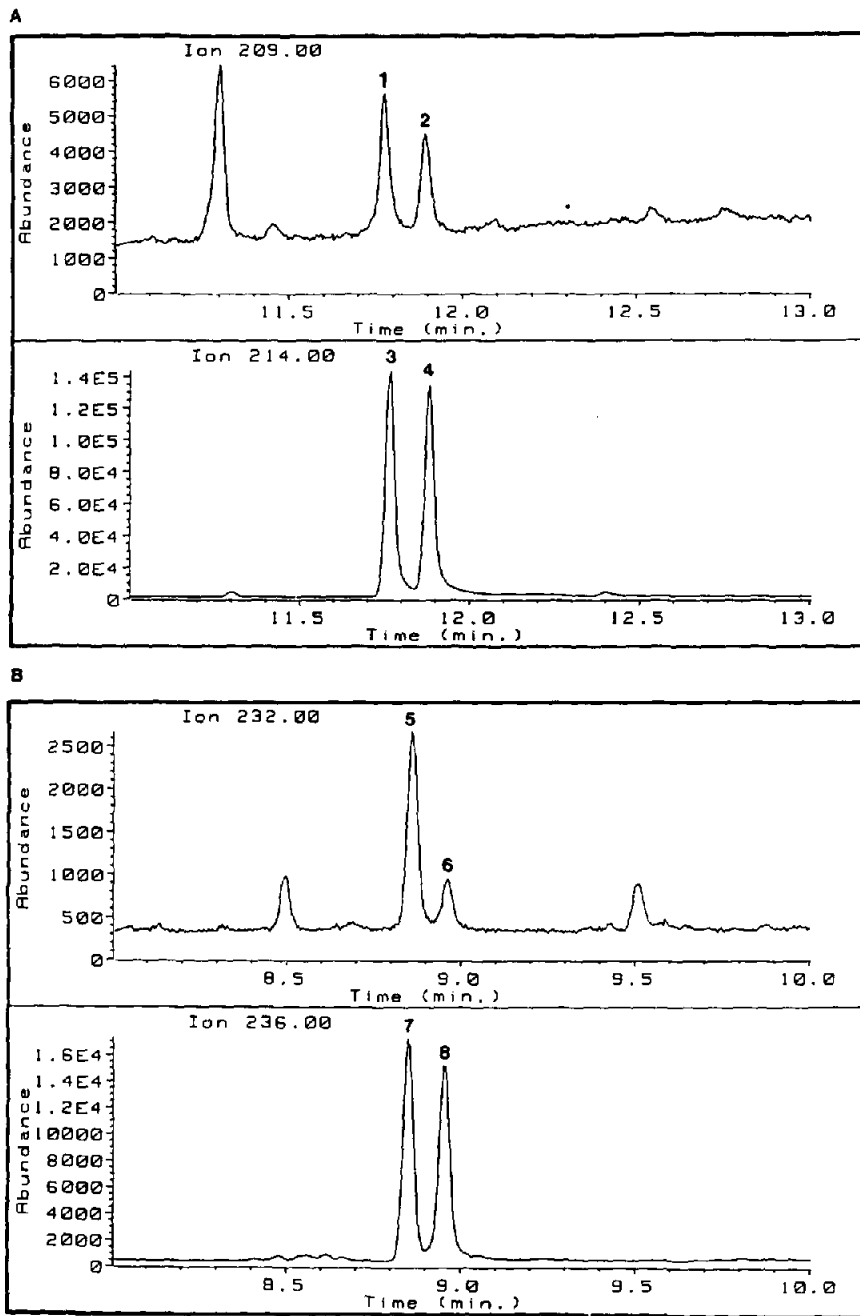 A
Ion 209.00
1
2
6000
5000
4000
3000
2000
1000
0
Abundance
11.5 12.0 12.5 13.0
Time (min.)
Ion 214.00
3
4
1.4E5
1.2E5
1.0E5
8.0E4
6.0E4
4.0E4
2.0E4
0
Abundance
11.5 12.0 12.5 13.0
Time (min.)
B
Ion 232.00
5
6
2500
2000
1500
1000
500
0
Abundance
8.5 9.0 9.5 10.0
Time (min.)
Ion 236.00
7
8
1.6E4
1.4E4
1.2E4
10000
8000
6000
4000
2000
0
Abundance
8.5 9.0 9.5 10.0
Time (min.)